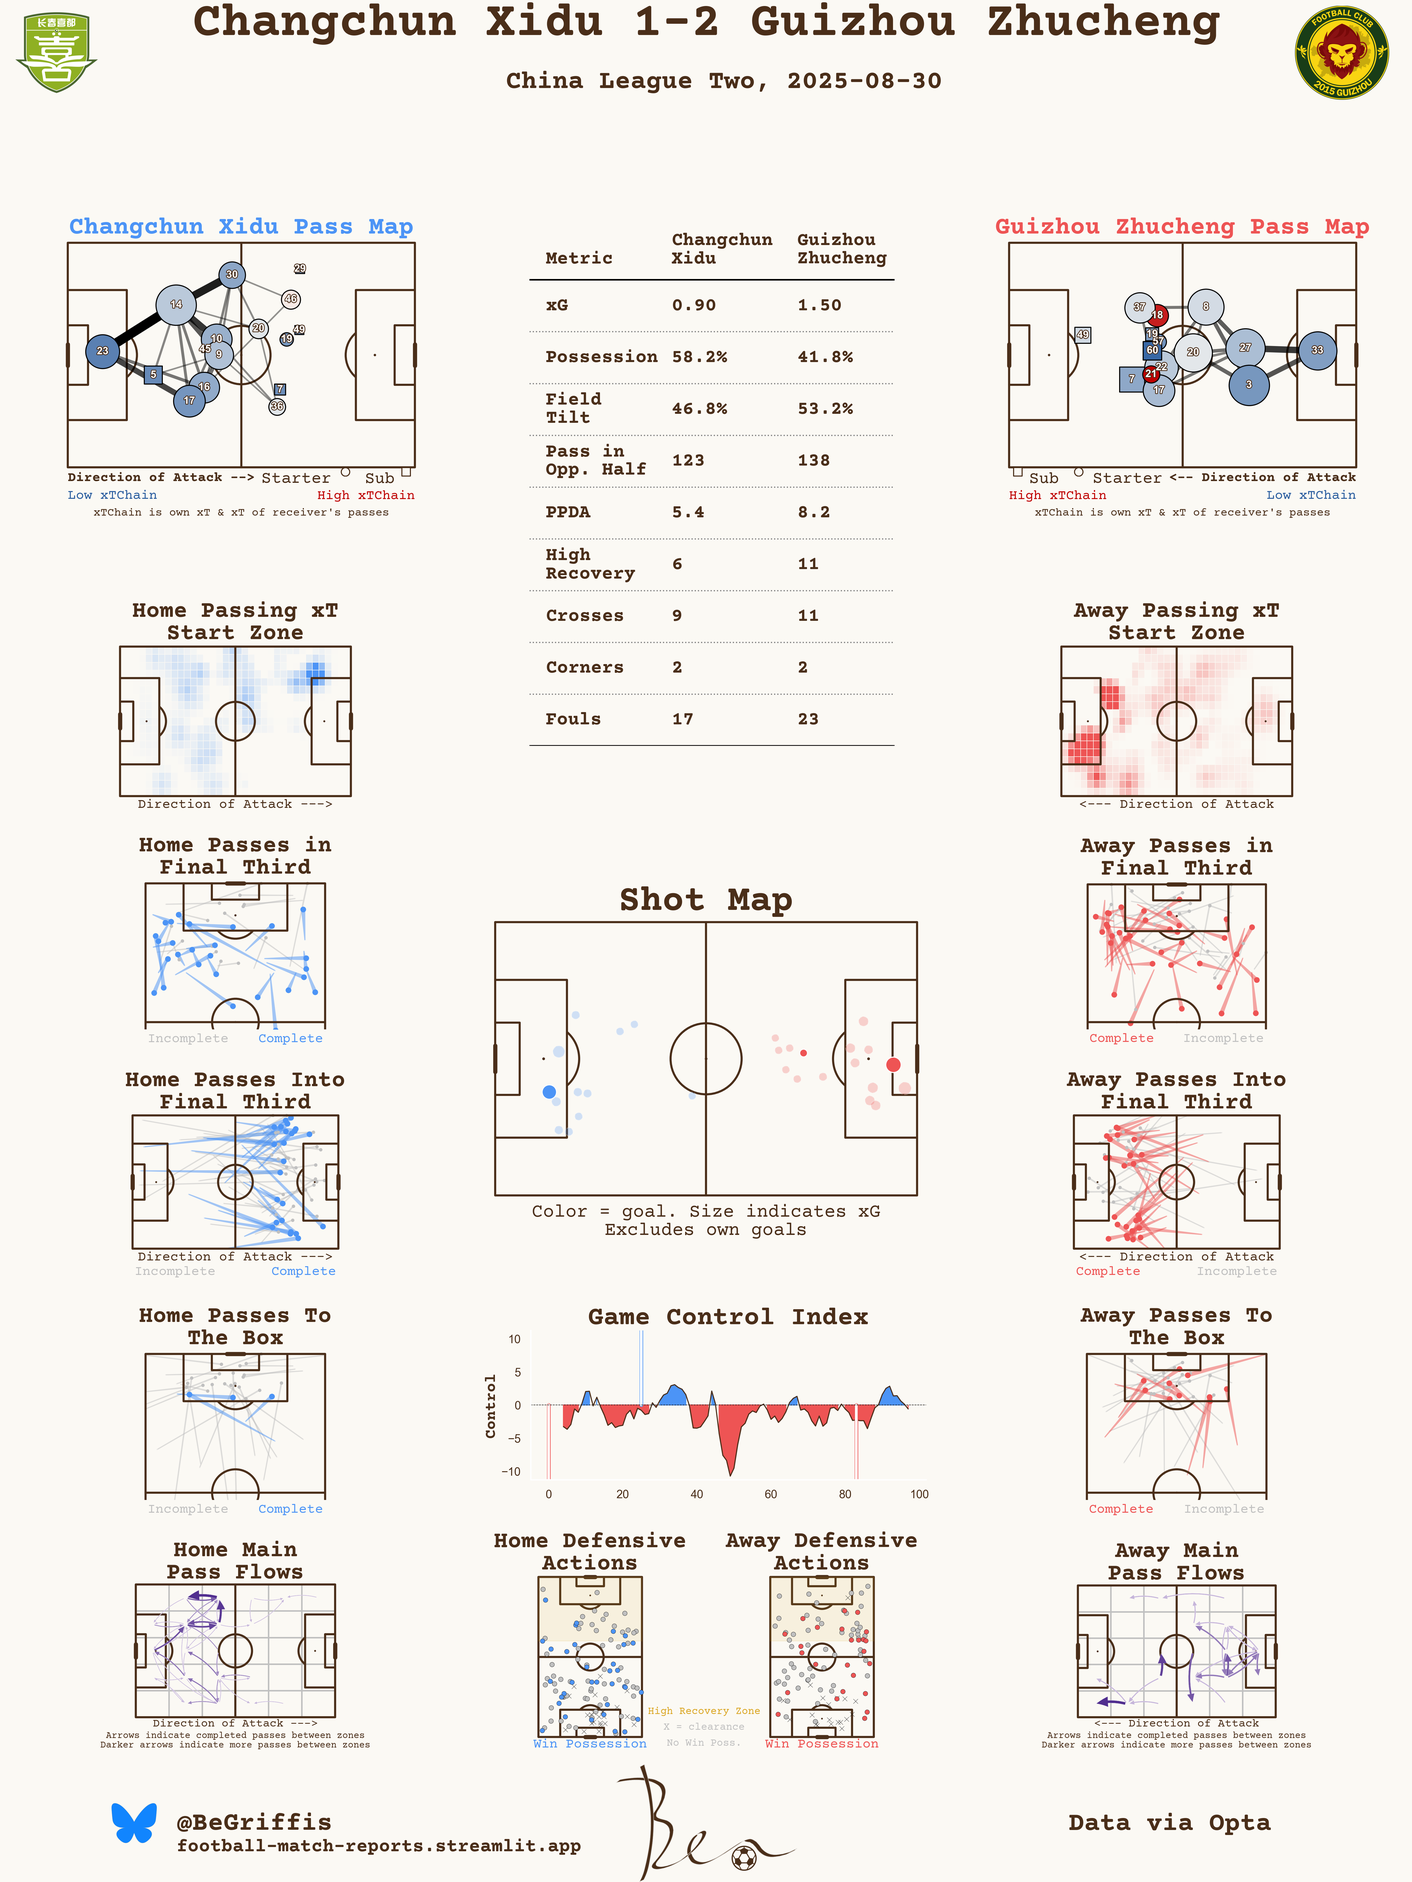 Changchun Xidu 1-2 Guizhou Zhucheng
China League Two, 2025-08-30
长春喜都
喜
FOOTBALL CLUB
2015 GUIZHOU
Changchun Xidu Pass Map
30
29
14
46
20
49
10
19
45
9
23
5
16
7
17
36
Direction of Attack --> Starter Sub
Low xTChain High xTChain
xTChain is own xT & xT of receiver's passes
Metric Changchun Xidu Guizhou Zhucheng
xG 0.90 1.50
Possession 58.2% 41.8%
Field Tilt 46.8% 53.2%
Pass in Opp. Half 123 138
PPDA 5.4 8.2
High Recovery 6 11
Crosses 9 11
Corners 2 2
Fouls 17 23
Guizhou Zhucheng Pass Map
37
8
18
49
19
57
60
20
27
33
22
21
7
17
3
Sub Starter <-- Direction of Attack
High xTChain Low xTChain
xTChain is own xT & xT of receiver's passes
Home Passing xT
Start Zone
Direction of Attack --->
Away Passing xT
Start Zone
<--- Direction of Attack
Home Passes in
Final Third
Incomplete Complete
Away Passes in
Final Third
Complete Incomplete
Shot Map
Color = goal. Size indicates xG
Excludes own goals
Home Passes Into
Final Third
Direction of Attack --->
Incomplete Complete
Away Passes Into
Final Third
<--- Direction of Attack
Complete Incomplete
Home Passes To
The Box
Incomplete Complete
Game Control Index
Control
10
5
0
−5
−10
0 20 40 60 80 100
Away Passes To
The Box
Complete Incomplete
Home Main
Pass Flows
Direction of Attack --->
Arrows indicate completed passes between zones
Darker arrows indicate more passes between zones
Home Defensive
Actions
Win Possession
High Recovery Zone
X = clearance
No Win Poss.
Away Defensive
Actions
Win Possession
Away Main
Pass Flows
<--- Direction of Attack
Arrows indicate completed passes between zones
Darker arrows indicate more passes between zones
@BeGriffis
football-match-reports.streamlit.app
Ben
Data via Opta